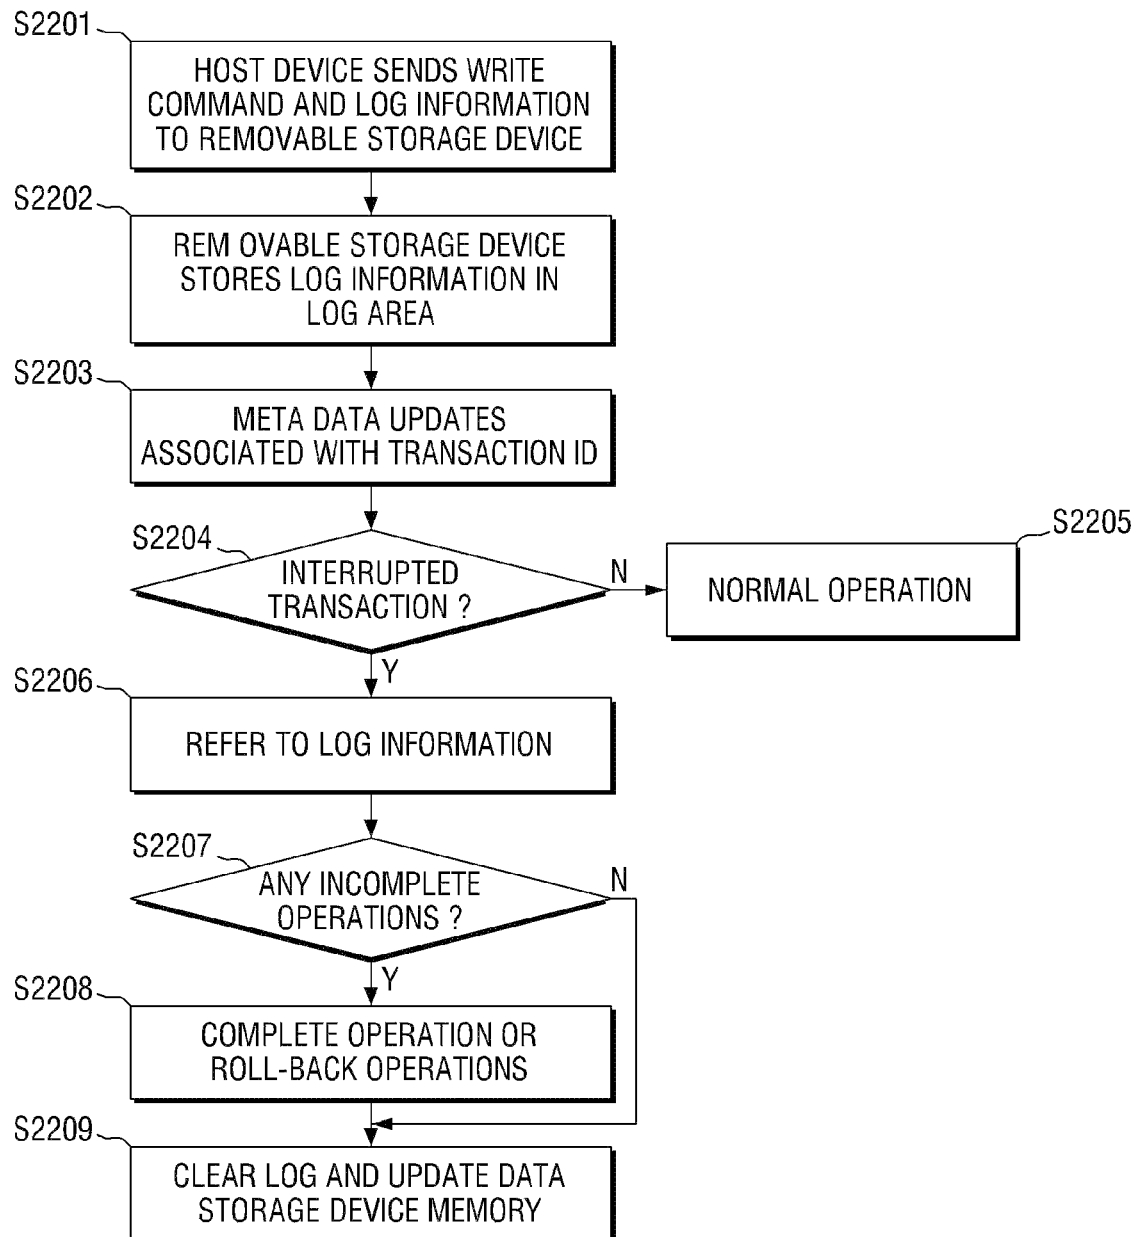 S2201
HOST DEVICE SENDS WRITE
COMMAND AND LOG INFORMATION
TO REMOVABLE STORAGE DEVICE
S2202
REM OVABLE STORAGE DEVICE
STORES LOG INFORMATION IN
LOG AREA
S2203
META DATA UPDATES
ASSOCIATED WITH TRANSACTION ID
S2204
INTERRUPTED
TRANSACTION ?
N
S2205
NORMAL OPERATION
Y
S2206
REFER TO LOG INFORMATION
S2207
ANY INCOMPLETE
OPERATIONS ?
N
Y
S2208
COMPLETE OPERATION OR
ROLL-BACK OPERATIONS
S2209
CLEAR LOG AND UPDATE DATA
STORAGE DEVICE MEMORY